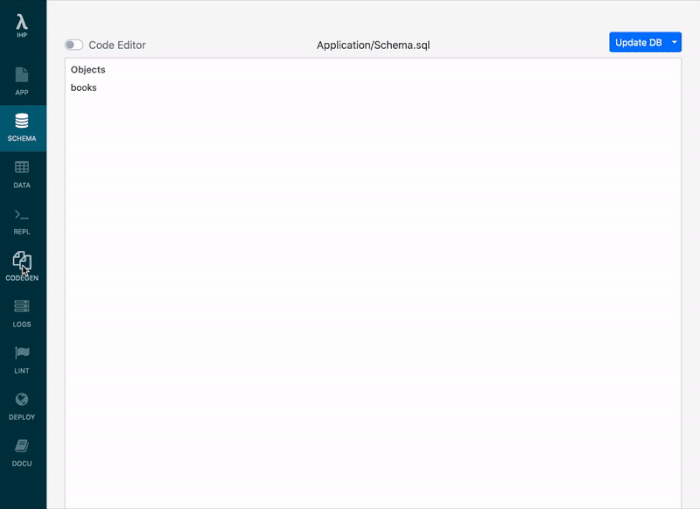 λ
IHP
APP
SCHEMA
DATA
REPL
CODEGEN
LOGS
LINT
DEPLOY
DOCU
Code Editor
Application/Schema.sql
Update DB
Objects
books